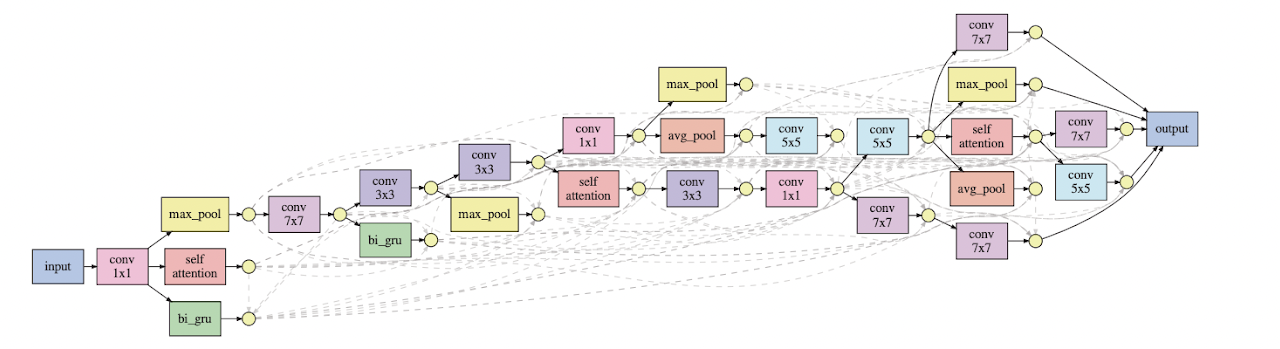 input
conv
1x1
max_pool
self
attention
bi_gru
conv
7x7
conv
3x3
bi_gru
conv
3x3
max_pool
conv
1x1
self
attention
max_pool
avg_pool
conv
3x3
conv
5x5
conv
1x1
conv
5x5
conv
7x7
conv
7x7
max_pool
self
attention
avg_pool
conv
7x7
conv
7x7
conv
5x5
output